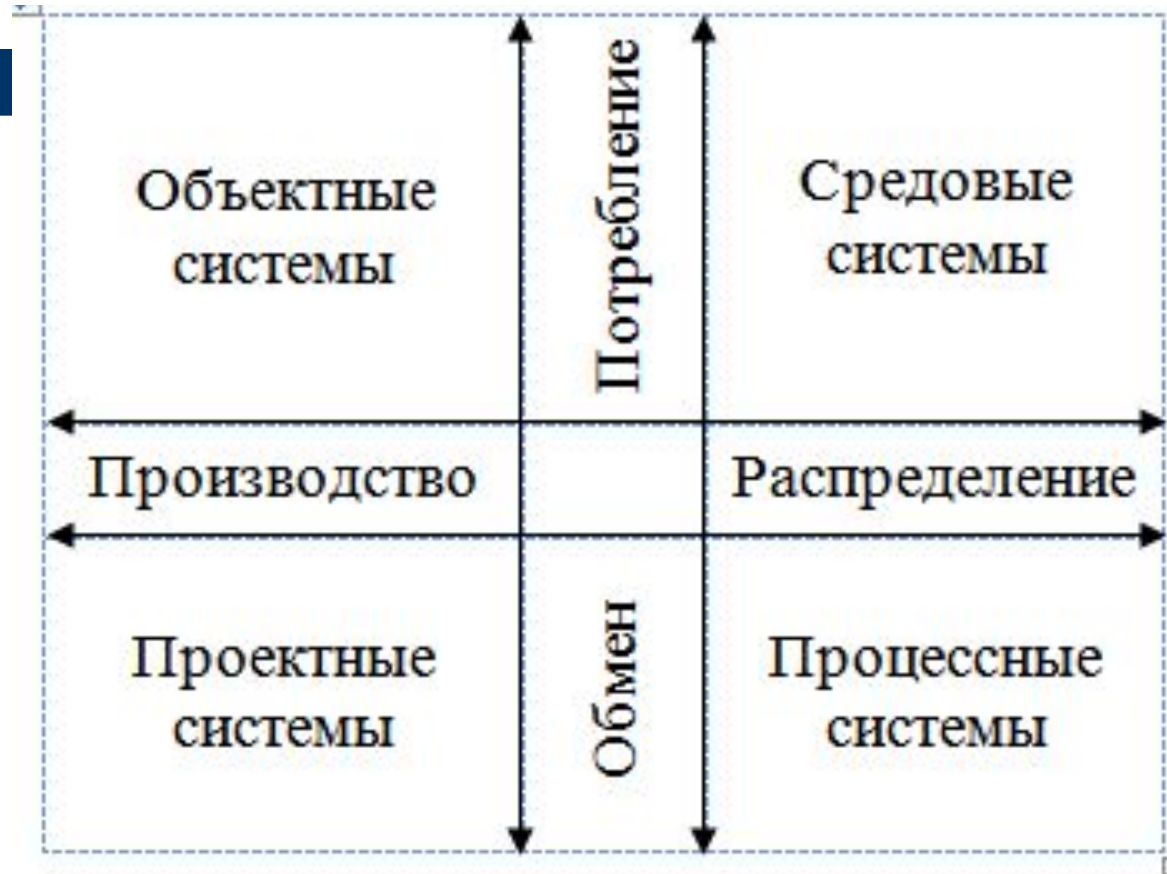 Объектные
системы
Потребление
Средовые
системы
Производство
Распределение
Проектные
системы
Обмен
Процессные
системы